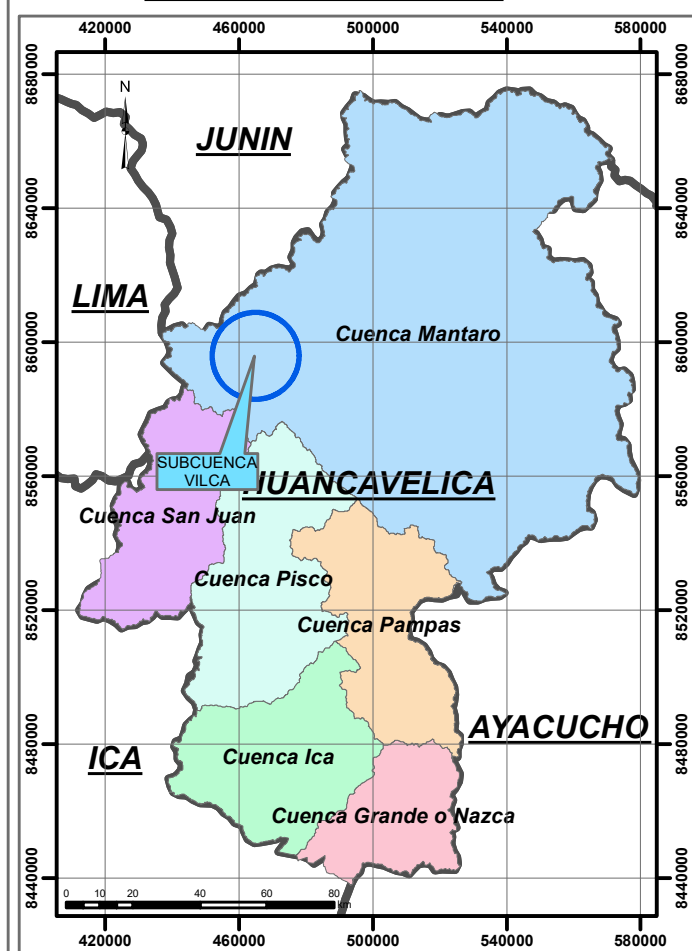 420000 460000 500000 540000 580000
8680000 8680000
N
JUNIN
8640000 8640000
LIMA
Cuenca Mantaro
8600000 8600000
SUBCUENCA
VILCA
HUANCAVELICA
8560000 8560000
Cuenca San Juan
Cuenca Pisco
8520000 8520000
Cuenca Pampas
AYACUCHO
8480000 8480000
ICA
Cuenca Ica
Cuenca Grande o Nazca
8440000 8440000
0 10 20 40 60 80
km
420000 460000 500000 540000 580000